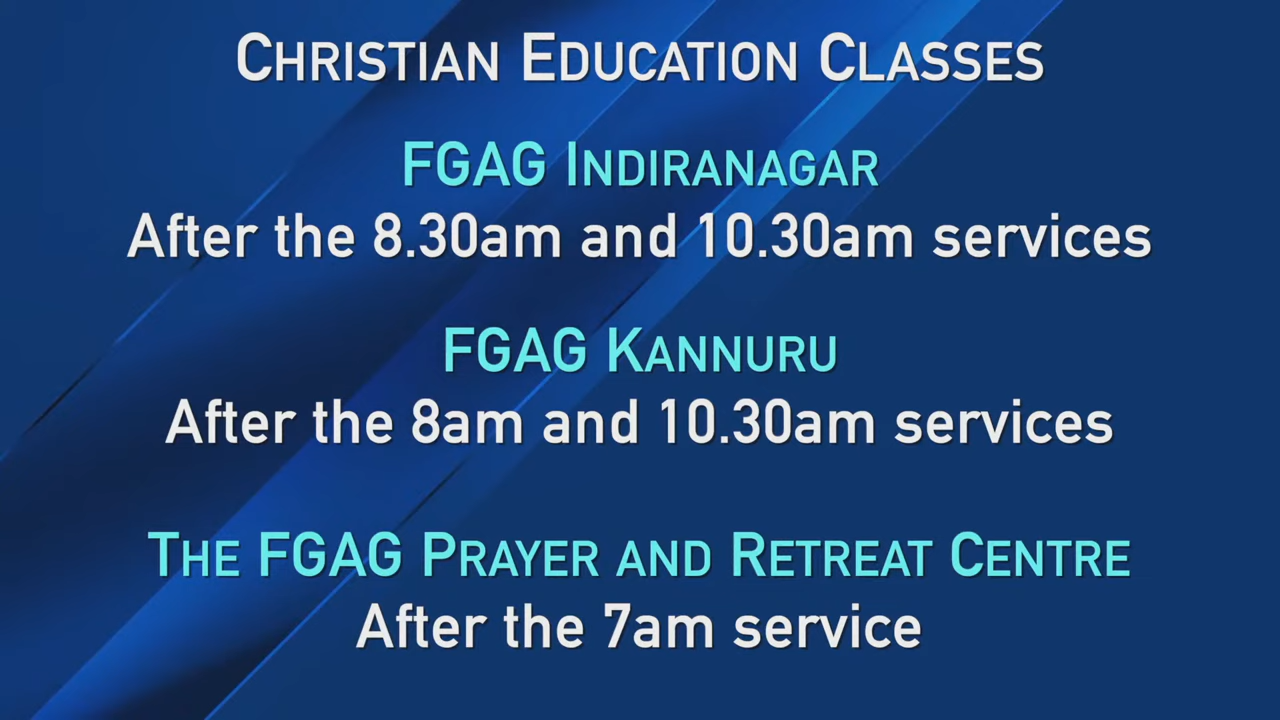 Christian Education Classes
FGAG Indiranagar
After the 8.30am and 10.30am services
FGAG Kannuru
After the 8am and 10.30am services
The FGAG Prayer and Retreat Centre
After the 7am service